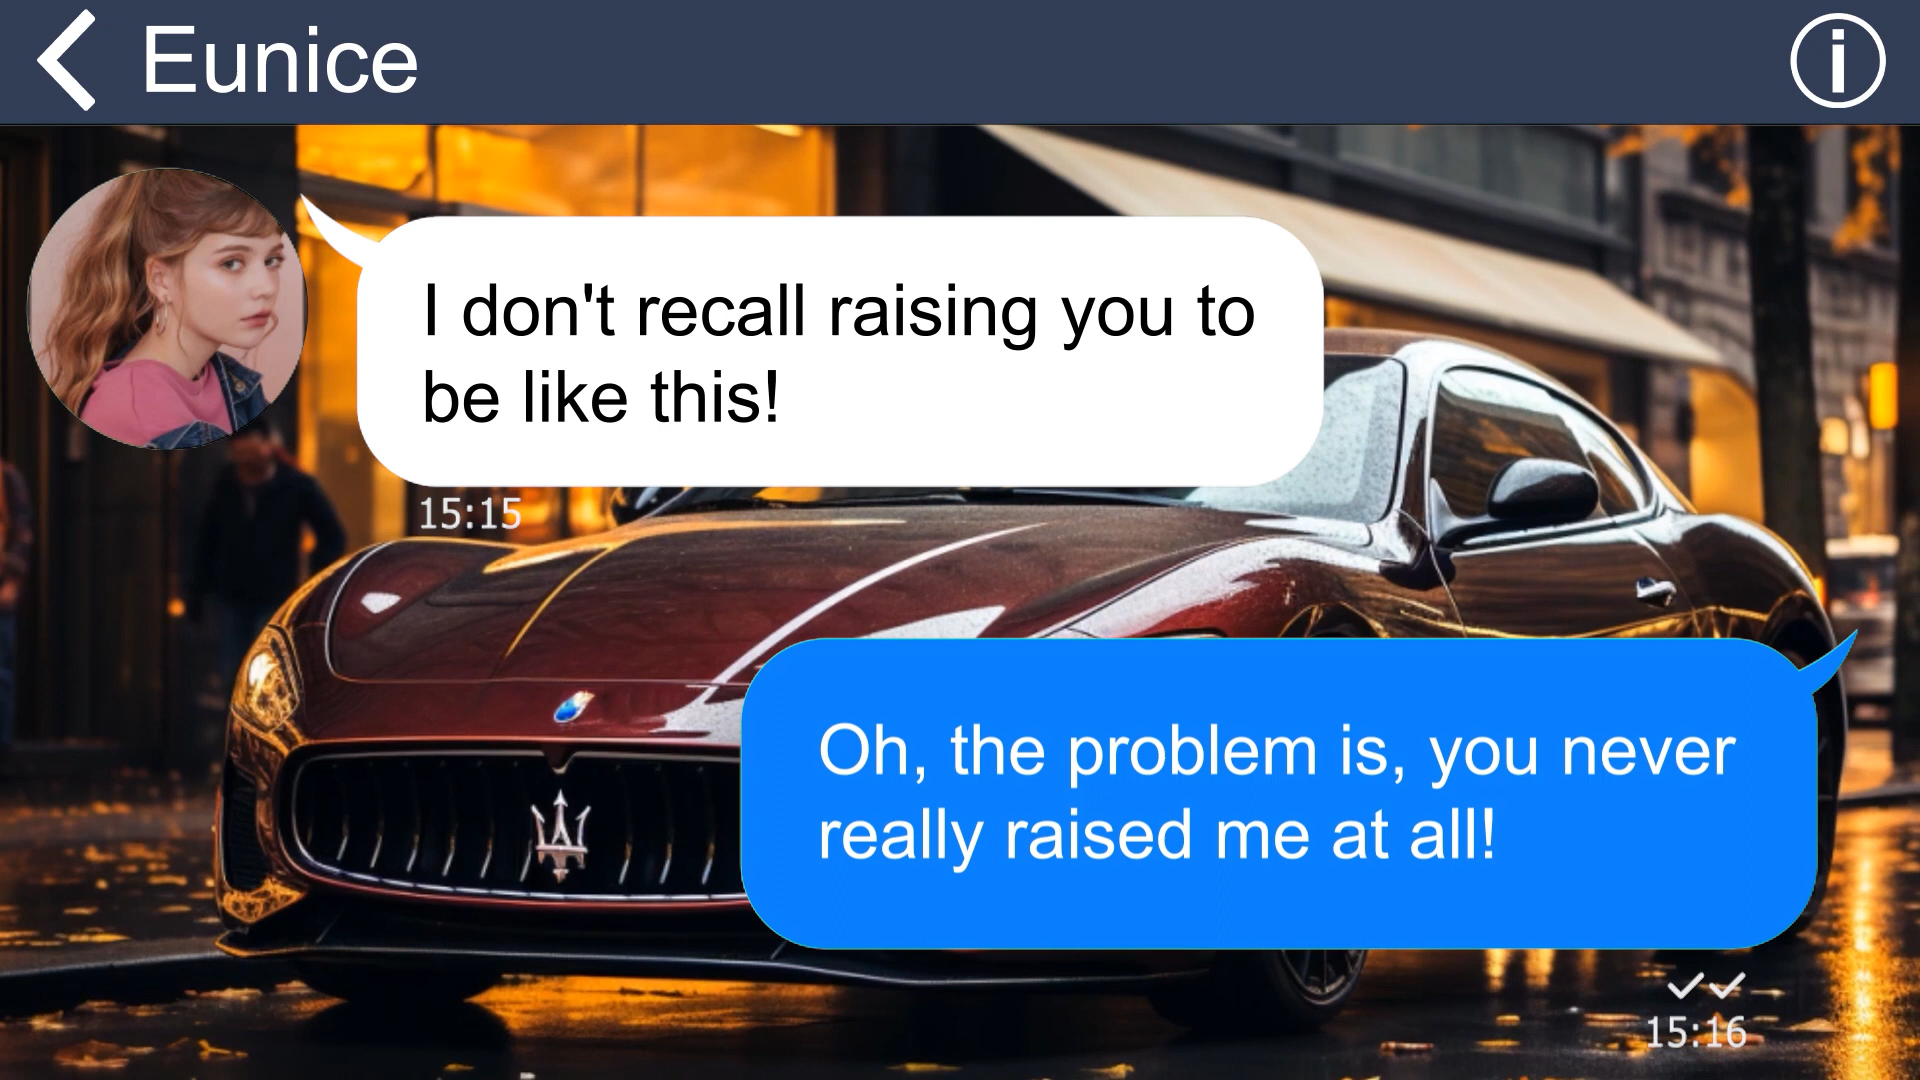 Eunice
I don't recall raising you to
be like this!
15:15
Oh, the problem is, you never
really raised me at all!
15:16